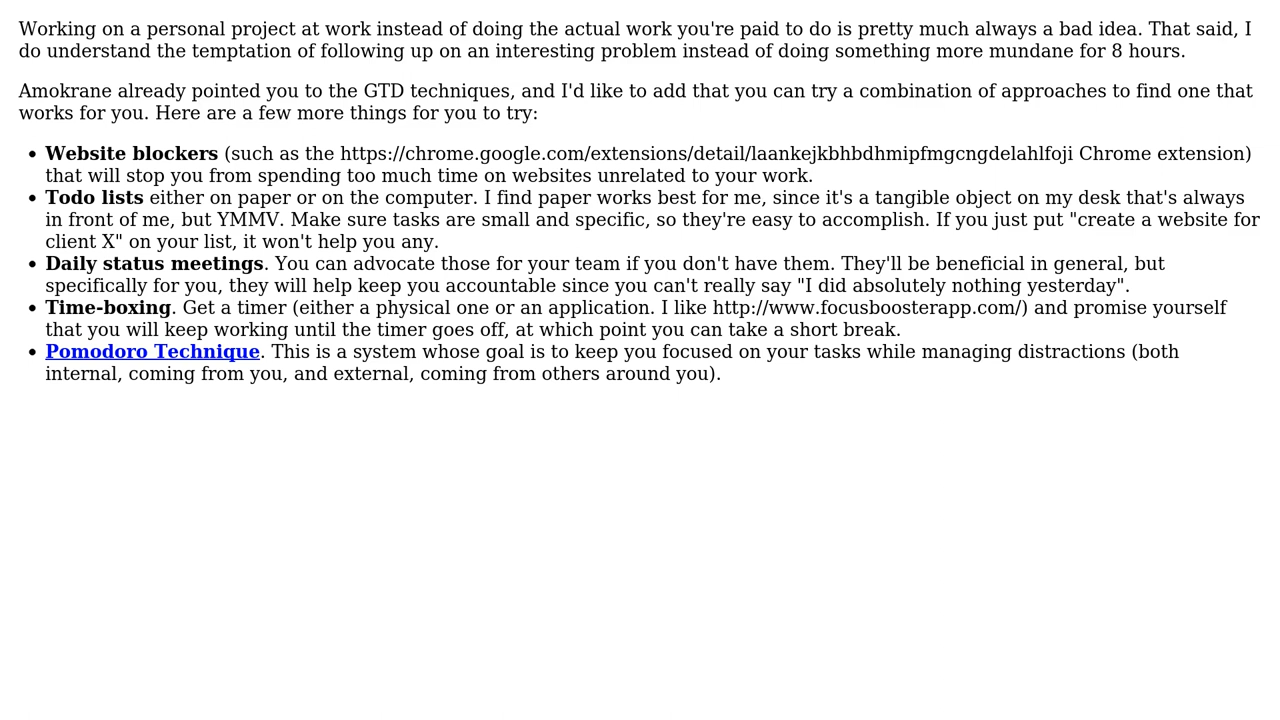 Working on a personal project at work instead of doing the actual work you're paid to do is pretty much always a bad idea. That said, I
do understand the temptation of following up on an interesting problem instead of doing something more mundane for 8 hours.
Amokrane already pointed you to the GTD techniques, and I'd like to add that you can try a combination of approaches to find one that
works for you. Here are a few more things for you to try:
• Website blockers (such as the https://chrome.google.com/extensions/detail/laankejkbhbdhmipfmgcngdelahlfoji Chrome extension)
that will stop you from spending too much time on websites unrelated to your work.
• Todo lists either on paper or on the computer. I find paper works best for me, since it's a tangible object on my desk that's always
in front of me, but YMMV. Make sure tasks are small and specific, so they're easy to accomplish. If you just put "create a website for
client X" on your list, it won't help you any.
• Daily status meetings. You can advocate those for your team if you don't have them. They'll be beneficial in general, but
specifically for you, they will help keep you accountable since you can't really say "I did absolutely nothing yesterday".
• Time-boxing. Get a timer (either a physical one or an application. I like http://www.focusboosterapp.com/) and promise yourself
that you will keep working until the timer goes off, at which point you can take a short break.
• Pomodoro Technique. This is a system whose goal is to keep you focused on your tasks while managing distractions (both
internal, coming from you, and external, coming from others around you).